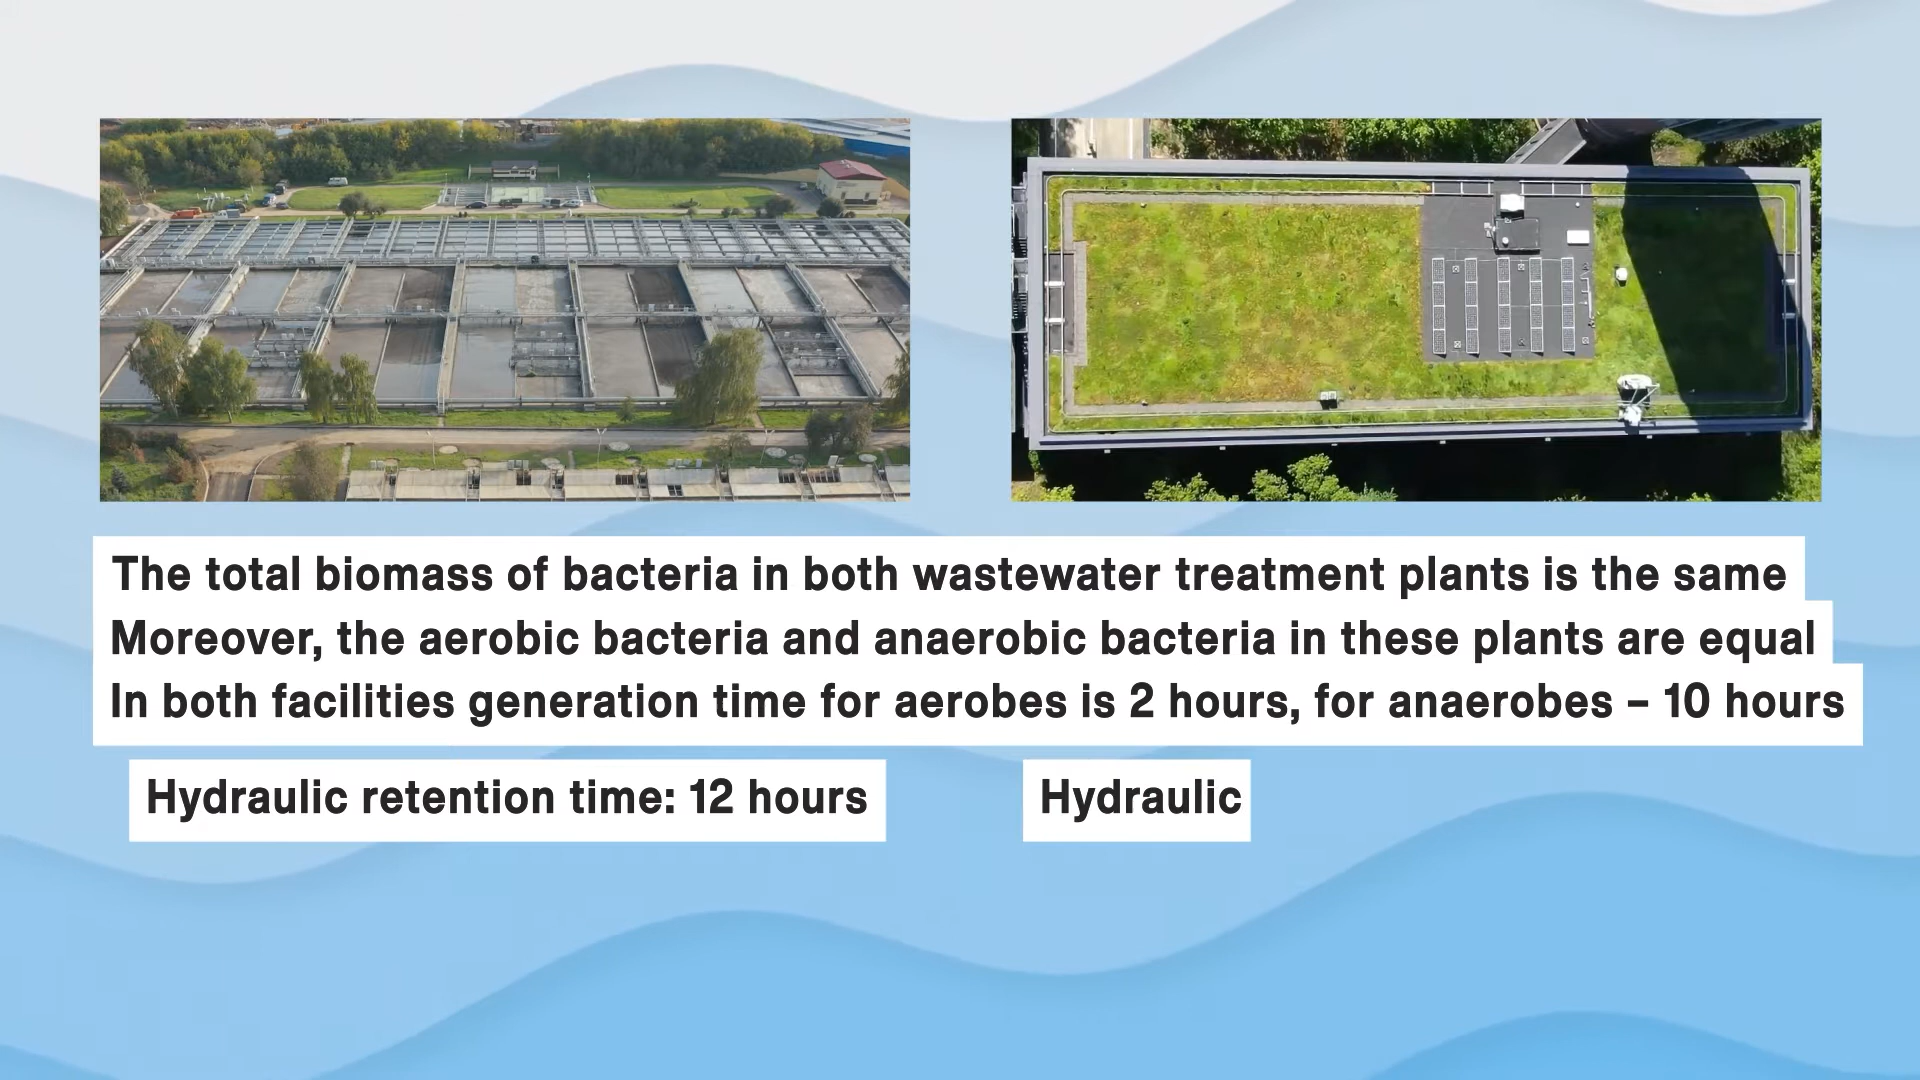 The total biomass of bacteria in both wastewater treatment plants is the same
Moreover, the aerobic bacteria and anaerobic bacteria in these plants are equal
In both facilities generation time for aerobes is 2 hours, for anaerobes – 10 hours
Hydraulic retention time: 12 hours
Hydraulic